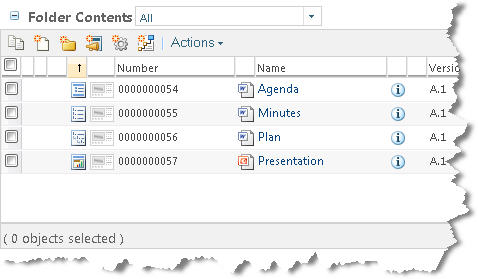 Folder Contents All
Actions
Number Name Versio
0000000054 Agenda A.1
0000000055 Minutes A.1
0000000056 Plan A.1
0000000057 Presentation A.1
( 0 objects selected )